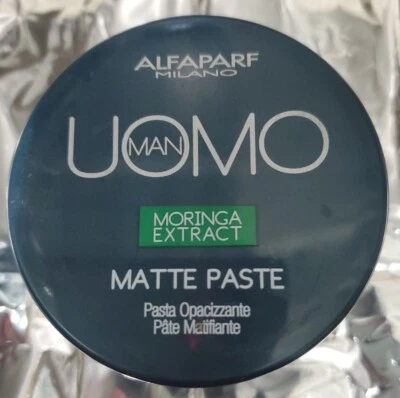 ALFAPARF
MILANO
UOMO
MAN
MORINGA
EXTRACT
MATTE PASTE
Pasta Opacizzante
Pâte Matifiante